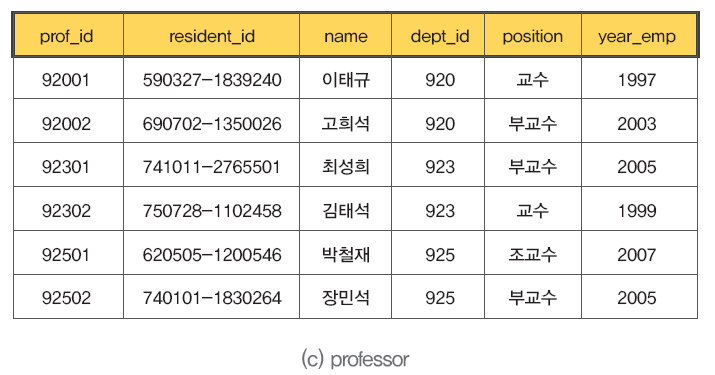 prof_id resident_id name dept_id position year_emp
92001 590327–1839240 이태규 920 교수 1997
92002 690702–1350026 고희석 920 부교수 2003
92301 741011–2765501 최성희 923 부교수 2005
92302 750728–1102458 김태석 923 교수 1999
92501 620505–1200546 박철재 925 조교수 2007
92502 740101–1830264 장민석 925 부교수 2005
(c) professor